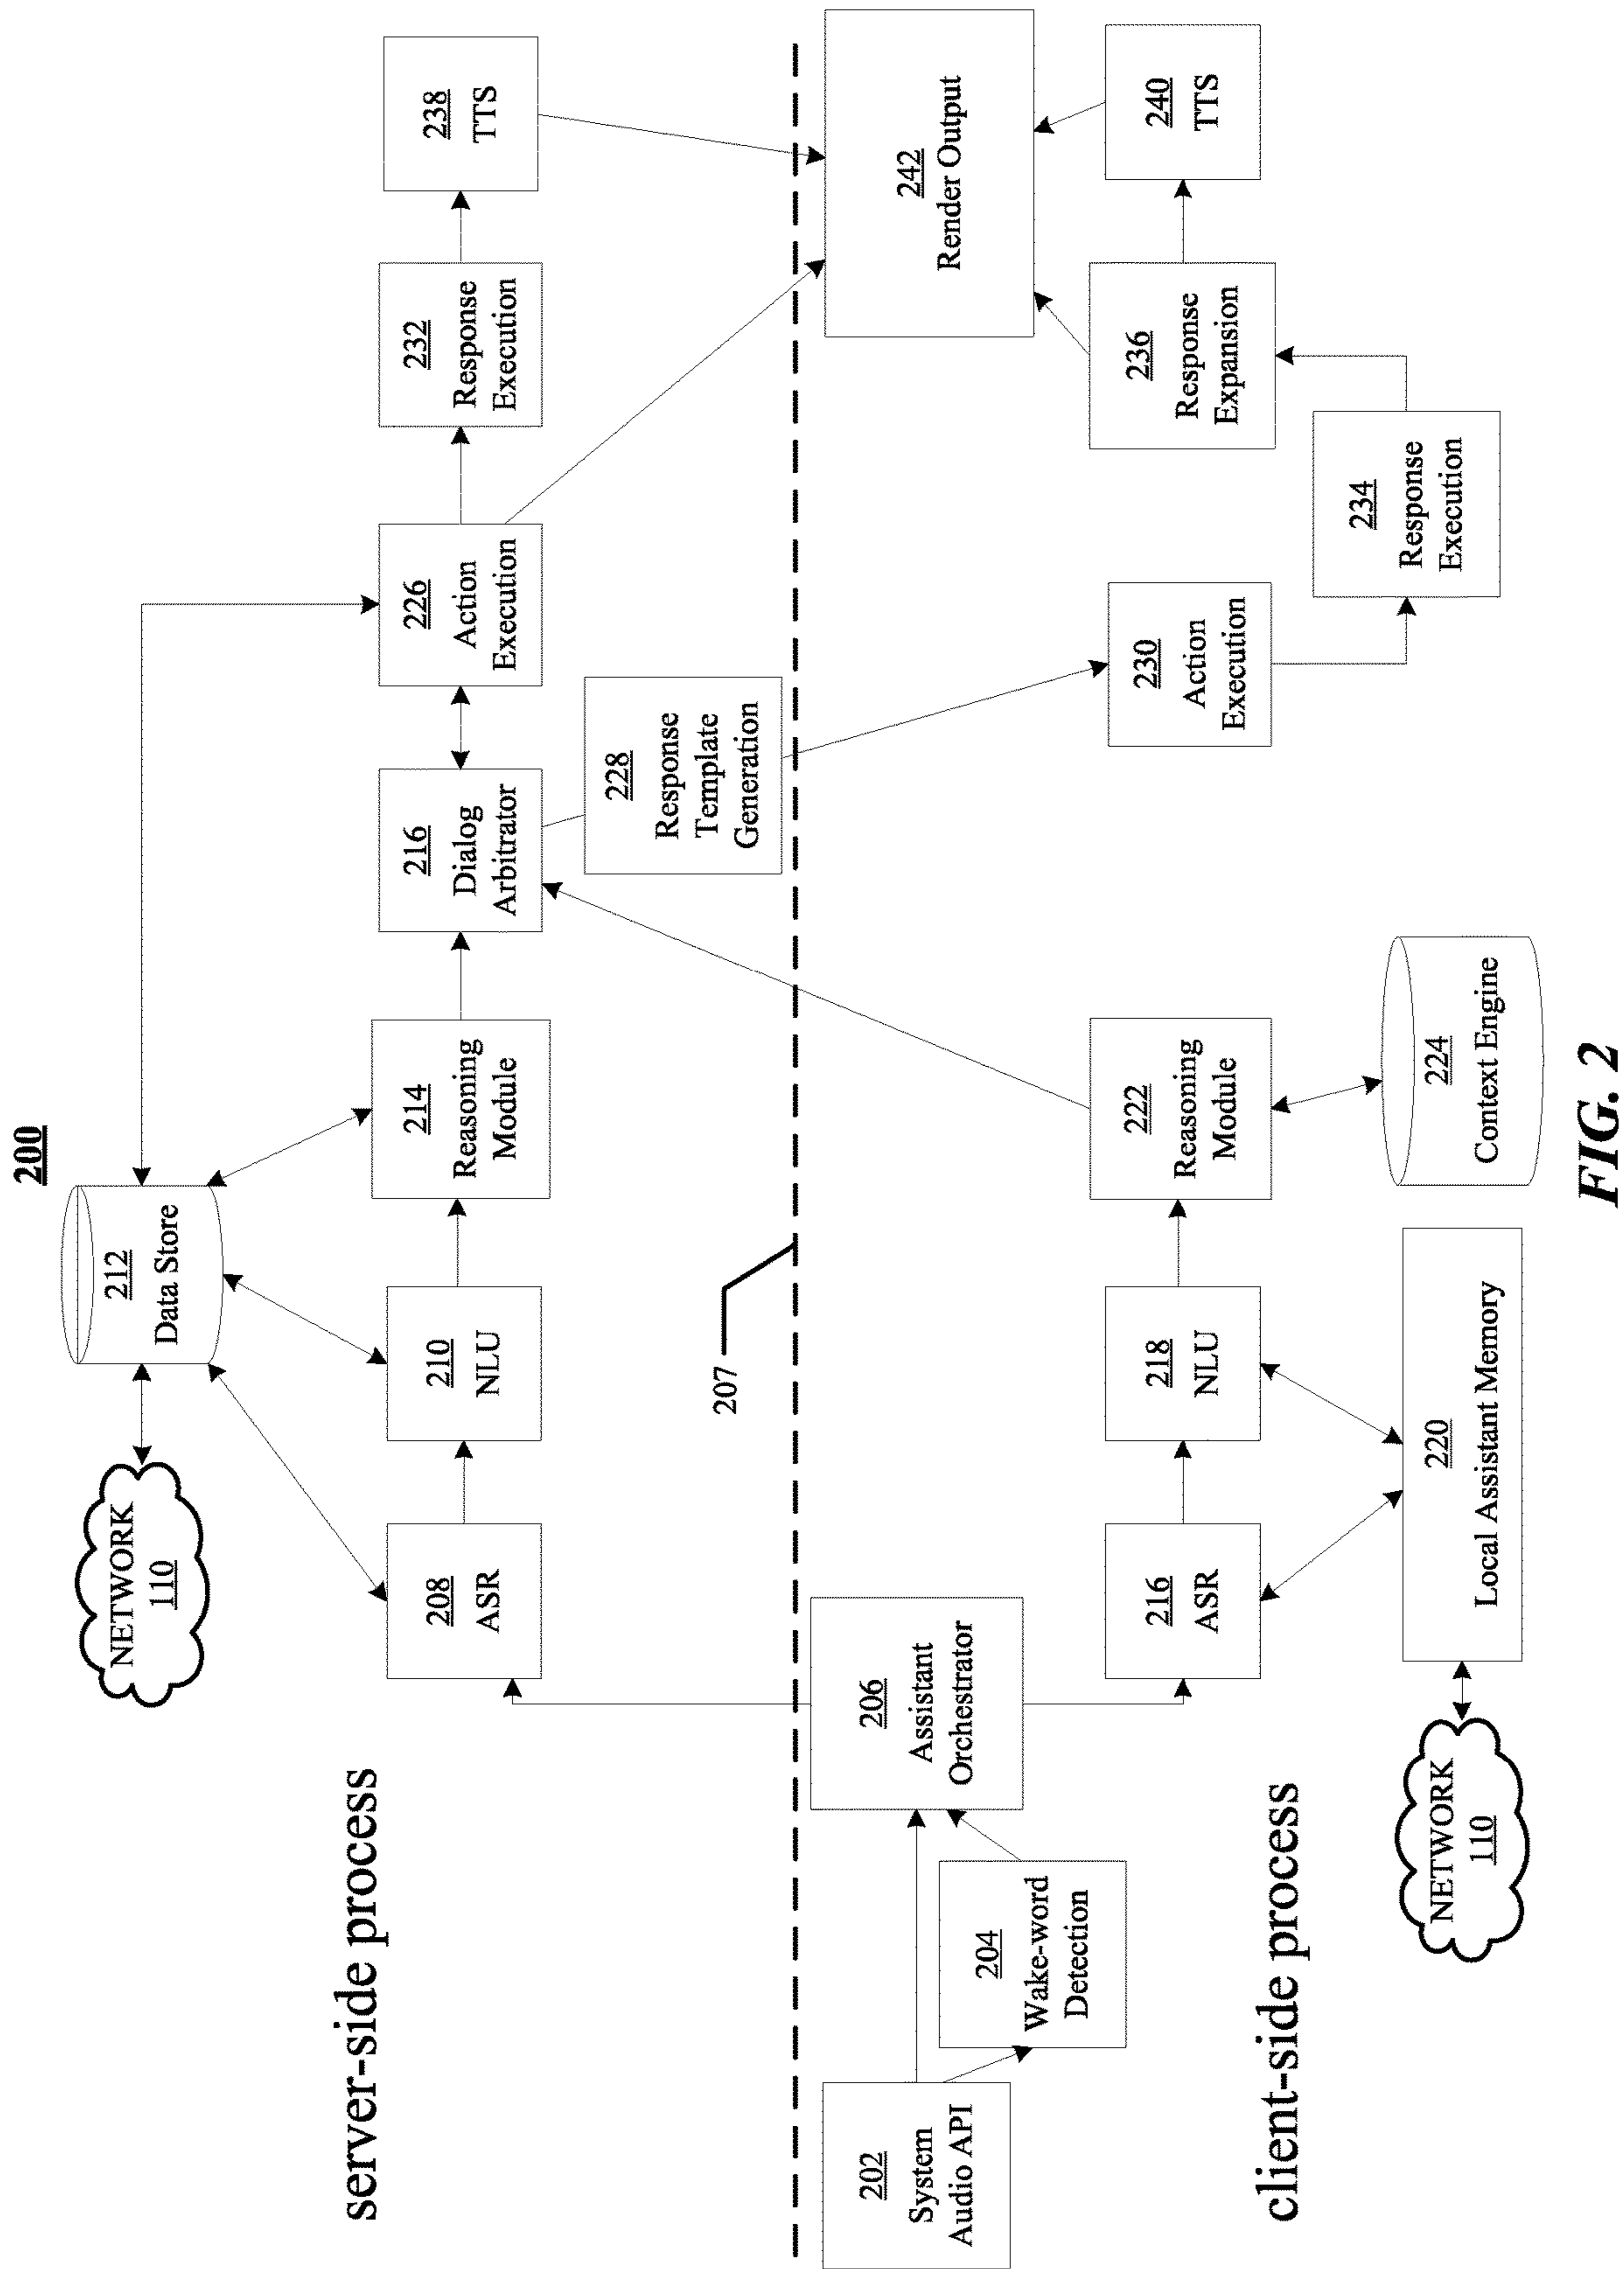 200
server-side process
NETWORK
110
212
Data Store
208
ASR
210
NLU
214
Reasoning
Module
216
Dialog
Arbitrator
226
Action
Execution
232
Response
Execution
238
TTS
228
Response
Template
Generation
207
202
System
Audio API
204
Wake-word
Detection
206
Assistant
Orchestrator
242
Render Output
client-side process
216
ASR
218
NLU
222
Reasoning
Module
230
Action
Execution
236
Response
Expansion
240
TTS
NETWORK
110
220
Local Assistant Memory
224
Context Engine
234
Response
Execution
FIG. 2